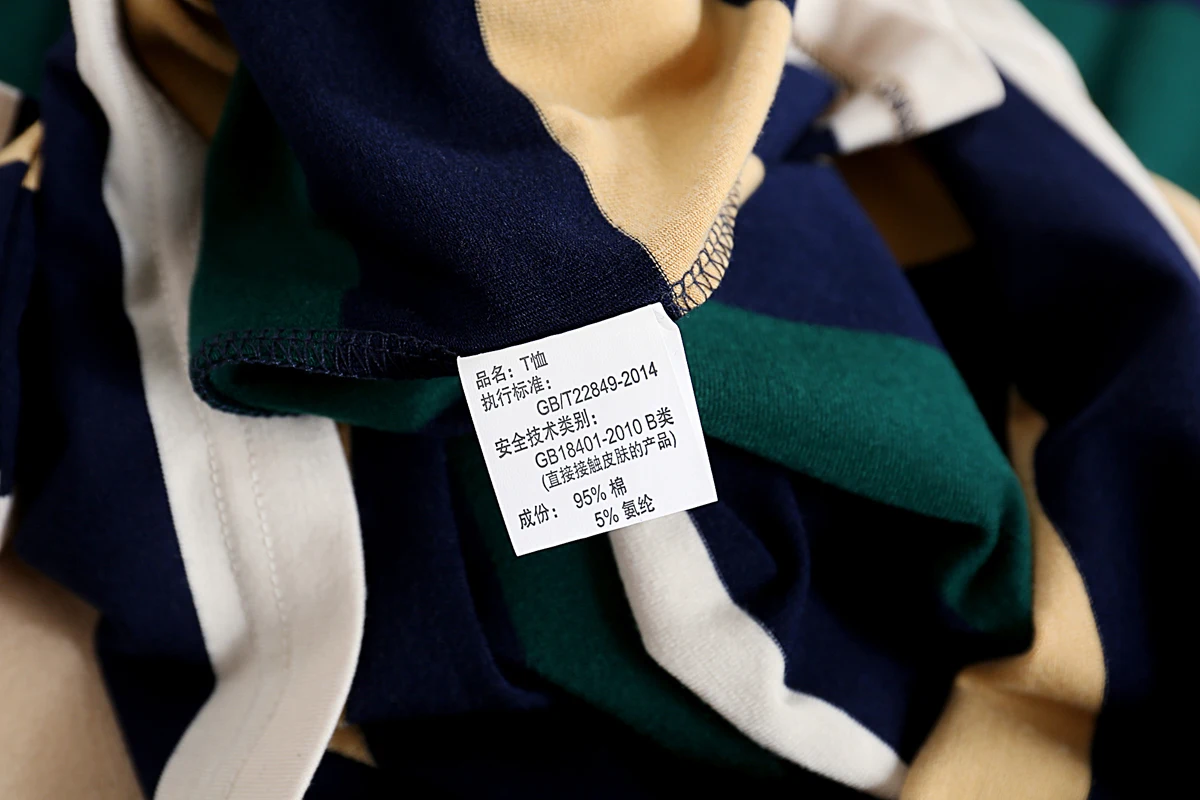 品名：T恤
执行标准：
GB/T22849-2014
安全技术类别：
GB18401-2010 B类
(直接接触皮肤的产品)
成份： 95% 棉
5% 氨纶